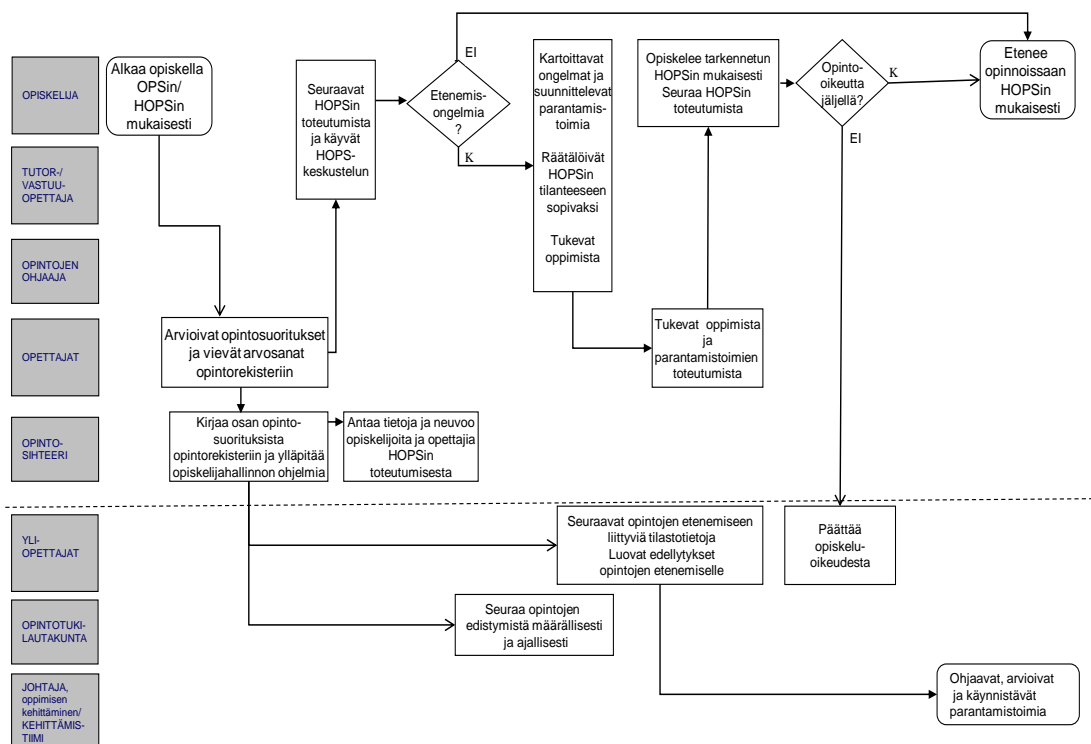 OPISKELIJA
Alkaa opiskella
OPSin/
HOPSin
mukaisesti
Seuraavat
HOPSin
toteutumista
ja käyvät
HOPS-
keskustelun
EI
Etenemis-
ongelmia
?
K
Kartoittavat
ongelmat ja
suunnittelevat
parantamis-
toimia
Räätälöivät
HOPSin
tilanteeseen
sopivaksi
Tukevat
oppimista
Opiskelee tarkennetun
HOPSin mukaisesti
Seuraa HOPSin
toteutumista
Opinto-
oikeutta
jäljellä?
K
EI
Etenee
opinnoissaan
HOPSin
mukaisesti
TUTOR-/
VASTUU-
OPETTAJA
OPINTOJEN
OHJAAJA
OPETTAJAT
Arvioivat opintosuoritukset
ja vievät arvosanat
opintorekisteriin
Tukevat oppimista
ja
parantamistoimien
toteutumista
OPINTO-
SIHTEERI
Kirjaa osan opinto-
suorituksista
opintorekisteriin ja ylläpitää
opiskelijahallinnon ohjelmia
Antaa tietoja ja neuvoo
opiskelijoita ja opettajia
HOPSin
toteutumisesta
YLI-
OPETTAJAT
Seuraavat opintojen etenemiseen
liittyviä tilastotietoja
Luovat edellytykset
opintojen etenemiselle
Päättää
opiskelu-
oikeudesta
OPINTOTUKI-
LAUTAKUNTA
Seuraa opintojen
edistymistä määrällisesti
ja ajallisesti
JOHTAJA,
oppimisen
kehittäminen/
KEHITTÄMIS-
TIIMI
Ohjaavat, arvioivat
ja käynnistävät
parantamistoimia